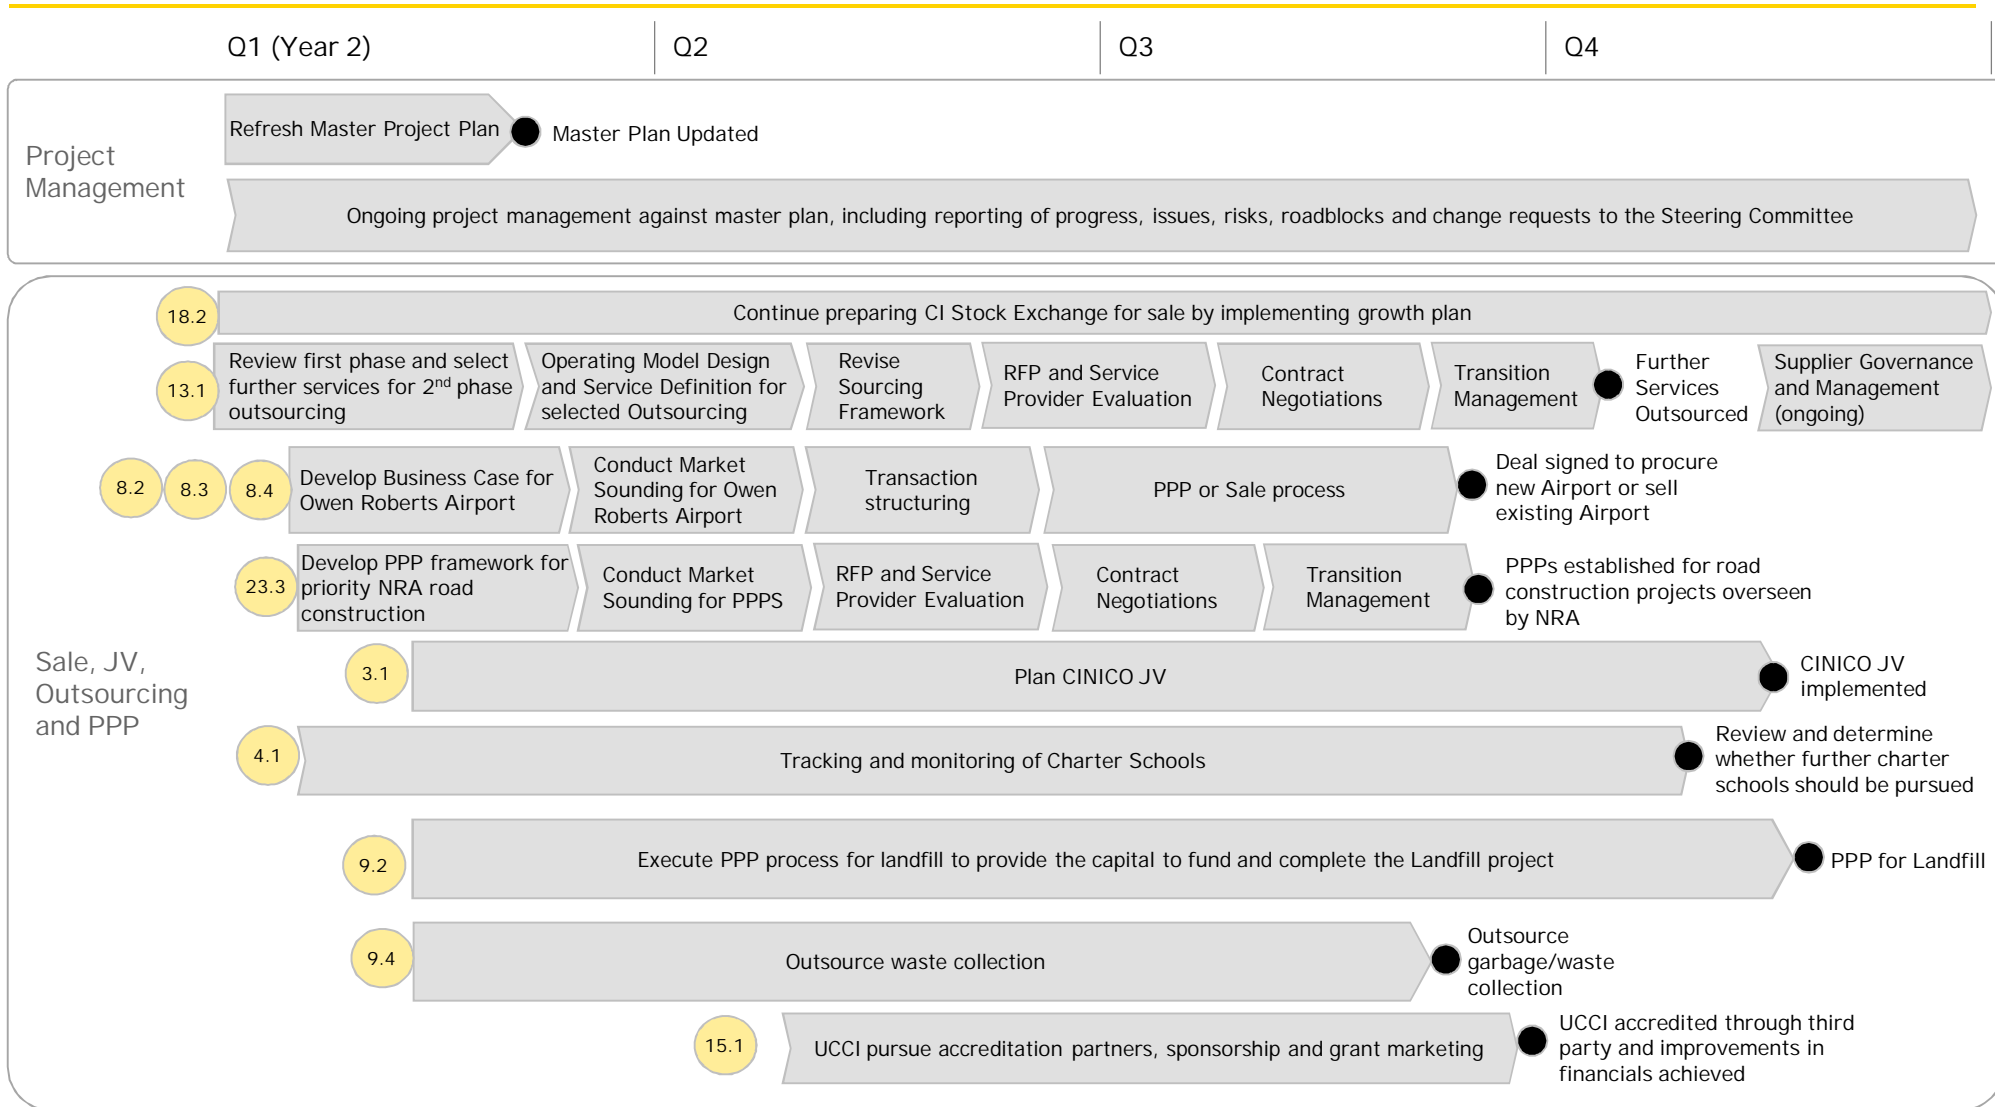 Q1 (Year 2)
Q2
Q3
Q4
Project
Management
Refresh Master Project Plan
Master Plan Updated
Ongoing project management against master plan, including reporting of progress, issues, risks, roadblocks and change requests to the Steering Committee
Sale, JV,
Outsourcing
and PPP
18.2
Continue preparing CI Stock Exchange for sale by implementing growth plan
13.1
Review first phase and select
further services for 2nd phase
outsourcing
Operating Model Design
and Service Definition for
selected Outsourcing
Revise
Sourcing
Framework
RFP and Service
Provider Evaluation
Contract
Negotiations
Transition
Management
Further
Services
Outsourced
Supplier Governance
and Management
(ongoing)
8.2
8.3
8.4
Develop Business Case for
Owen Roberts Airport
Conduct Market
Sounding for Owen
Roberts Airport
Transaction
structuring
PPP or Sale process
Deal signed to procure
new Airport or sell
existing Airport
23.3
Develop PPP framework for
priority NRA road
construction
Conduct Market
Sounding for PPPS
RFP and Service
Provider Evaluation
Contract
Negotiations
Transition
Management
PPPs established for road
construction projects overseen
by NRA
3.1
Plan CINICO JV
CINICO JV
implemented
4.1
Tracking and monitoring of Charter Schools
Review and determine
whether further charter
schools should be pursued
9.2
Execute PPP process for landfill to provide the capital to fund and complete the Landfill project
PPP for Landfill
9.4
Outsource waste collection
Outsource
garbage/waste
collection
15.1
UCCI pursue accreditation partners, sponsorship and grant marketing
UCCI accredited through third
party and improvements in
financials achieved